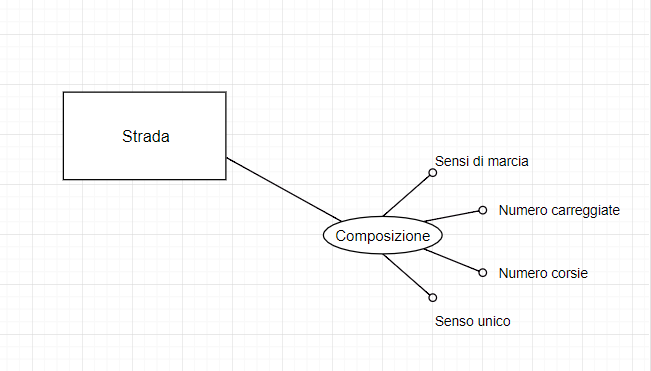 Strada
Sensi di marcia
Numero carreggiate
Composizione
Numero corsie
Senso unico